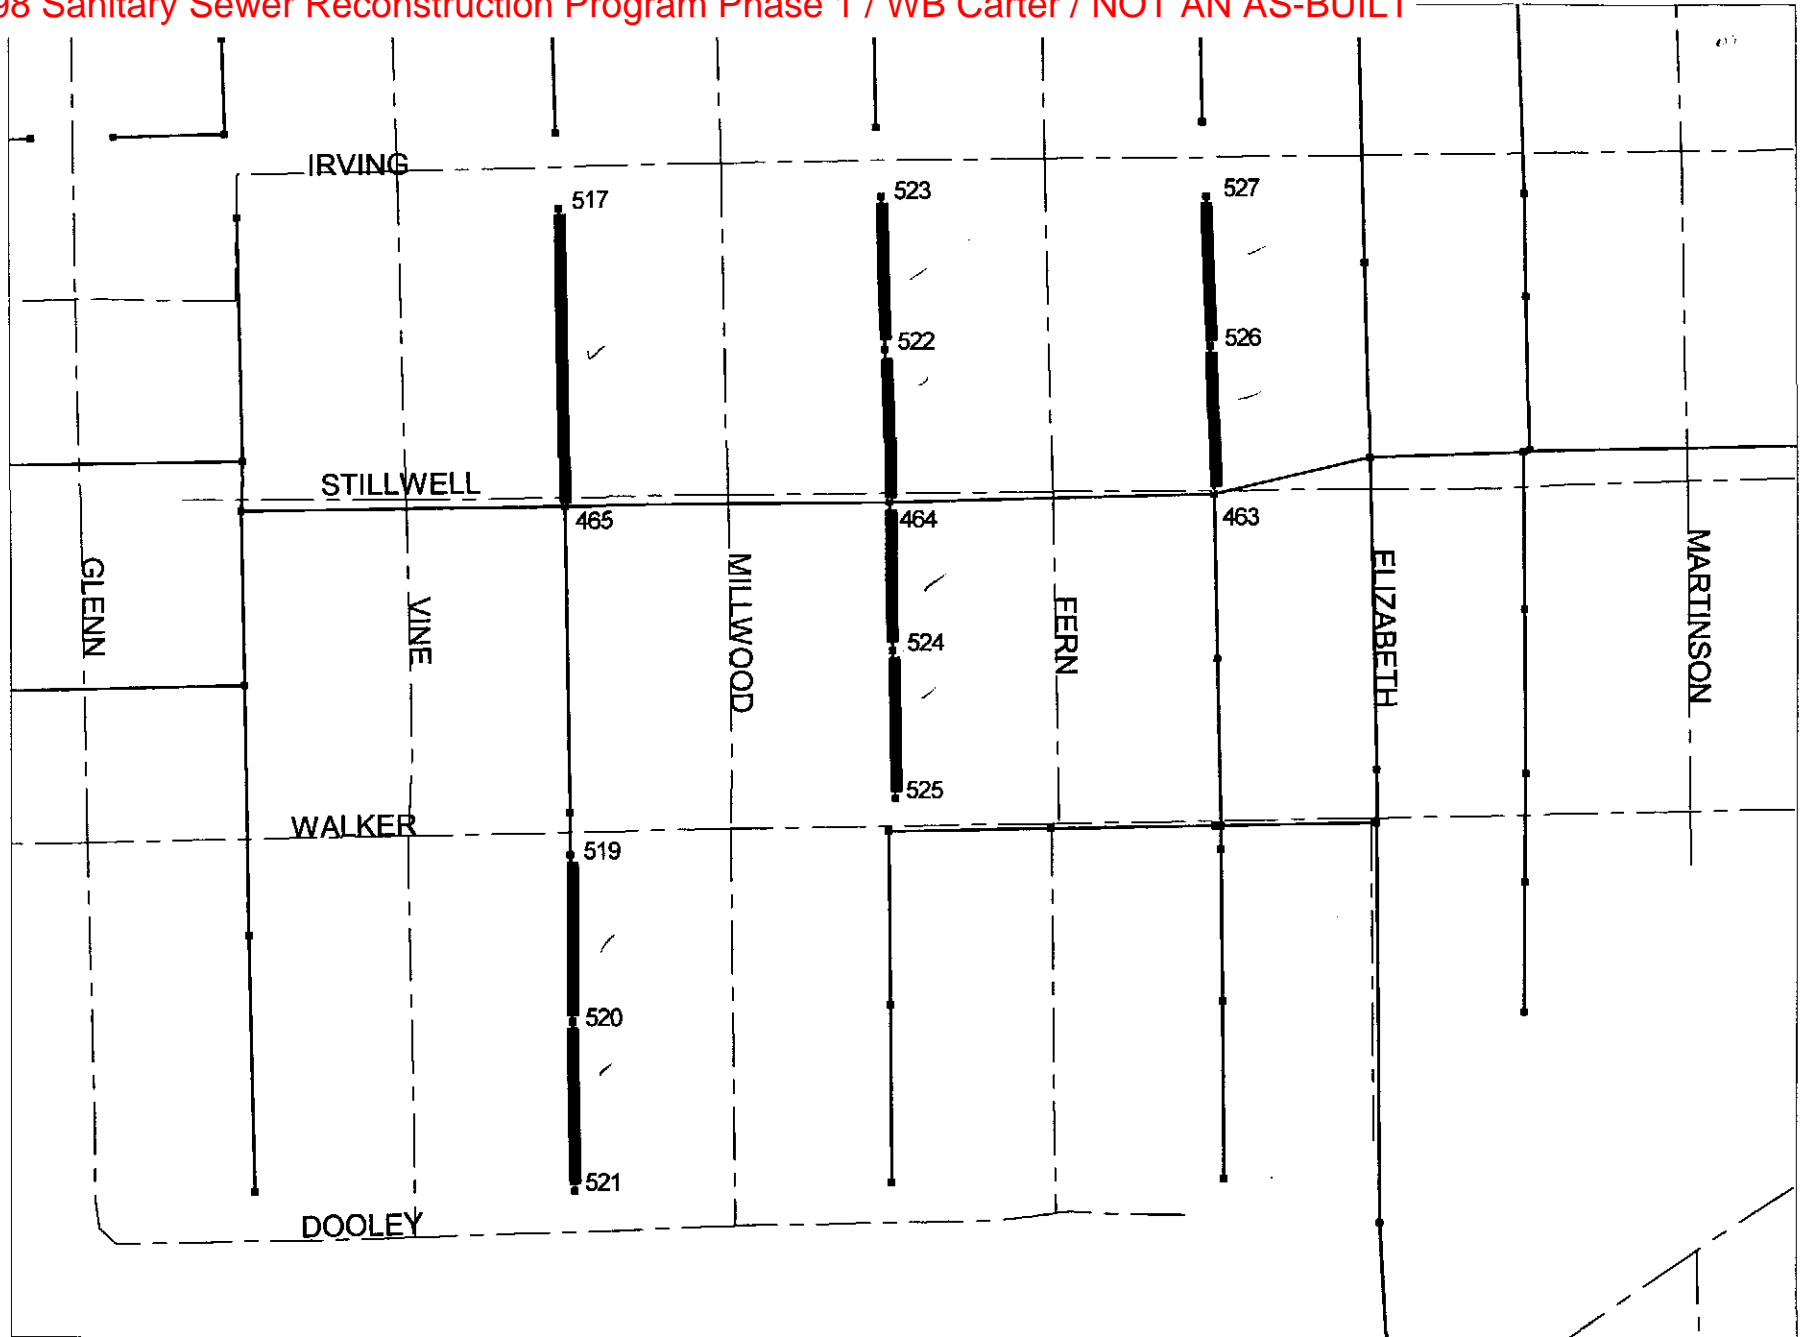 98 Sanitary Sewer Reconstruction Program Phase 1 / WB Carter / NOT AN AS-BUILT
IRVING
517
523
527
522
526
STILLWELL
465
464
463
GLENN
VINE
MILLWOOD
FERN
ELIZABETH
MARTINSON
524
525
WALKER
519
520
521
DOOLEY